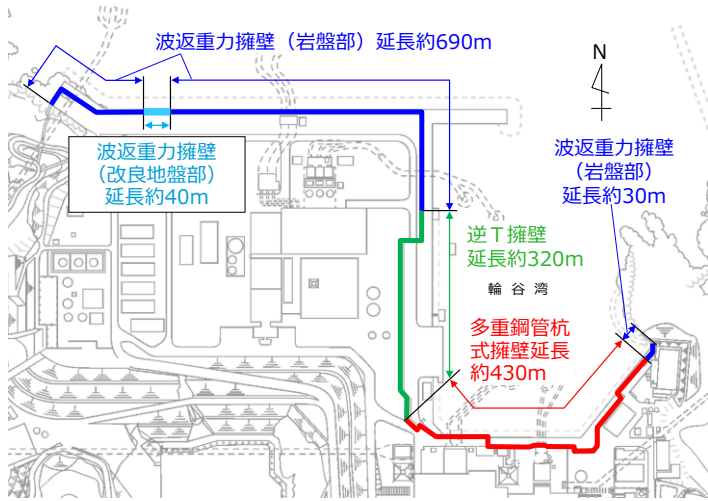 波返重力擁壁（岩盤部）延長約690m
N
波返重力擁壁
（改良地盤部）
延長約40m
波返重力擁壁
（岩盤部）
延長約30m
逆Ｔ擁壁
延長約320m
輪谷湾
多重鋼管杭
式擁壁延長
約430m